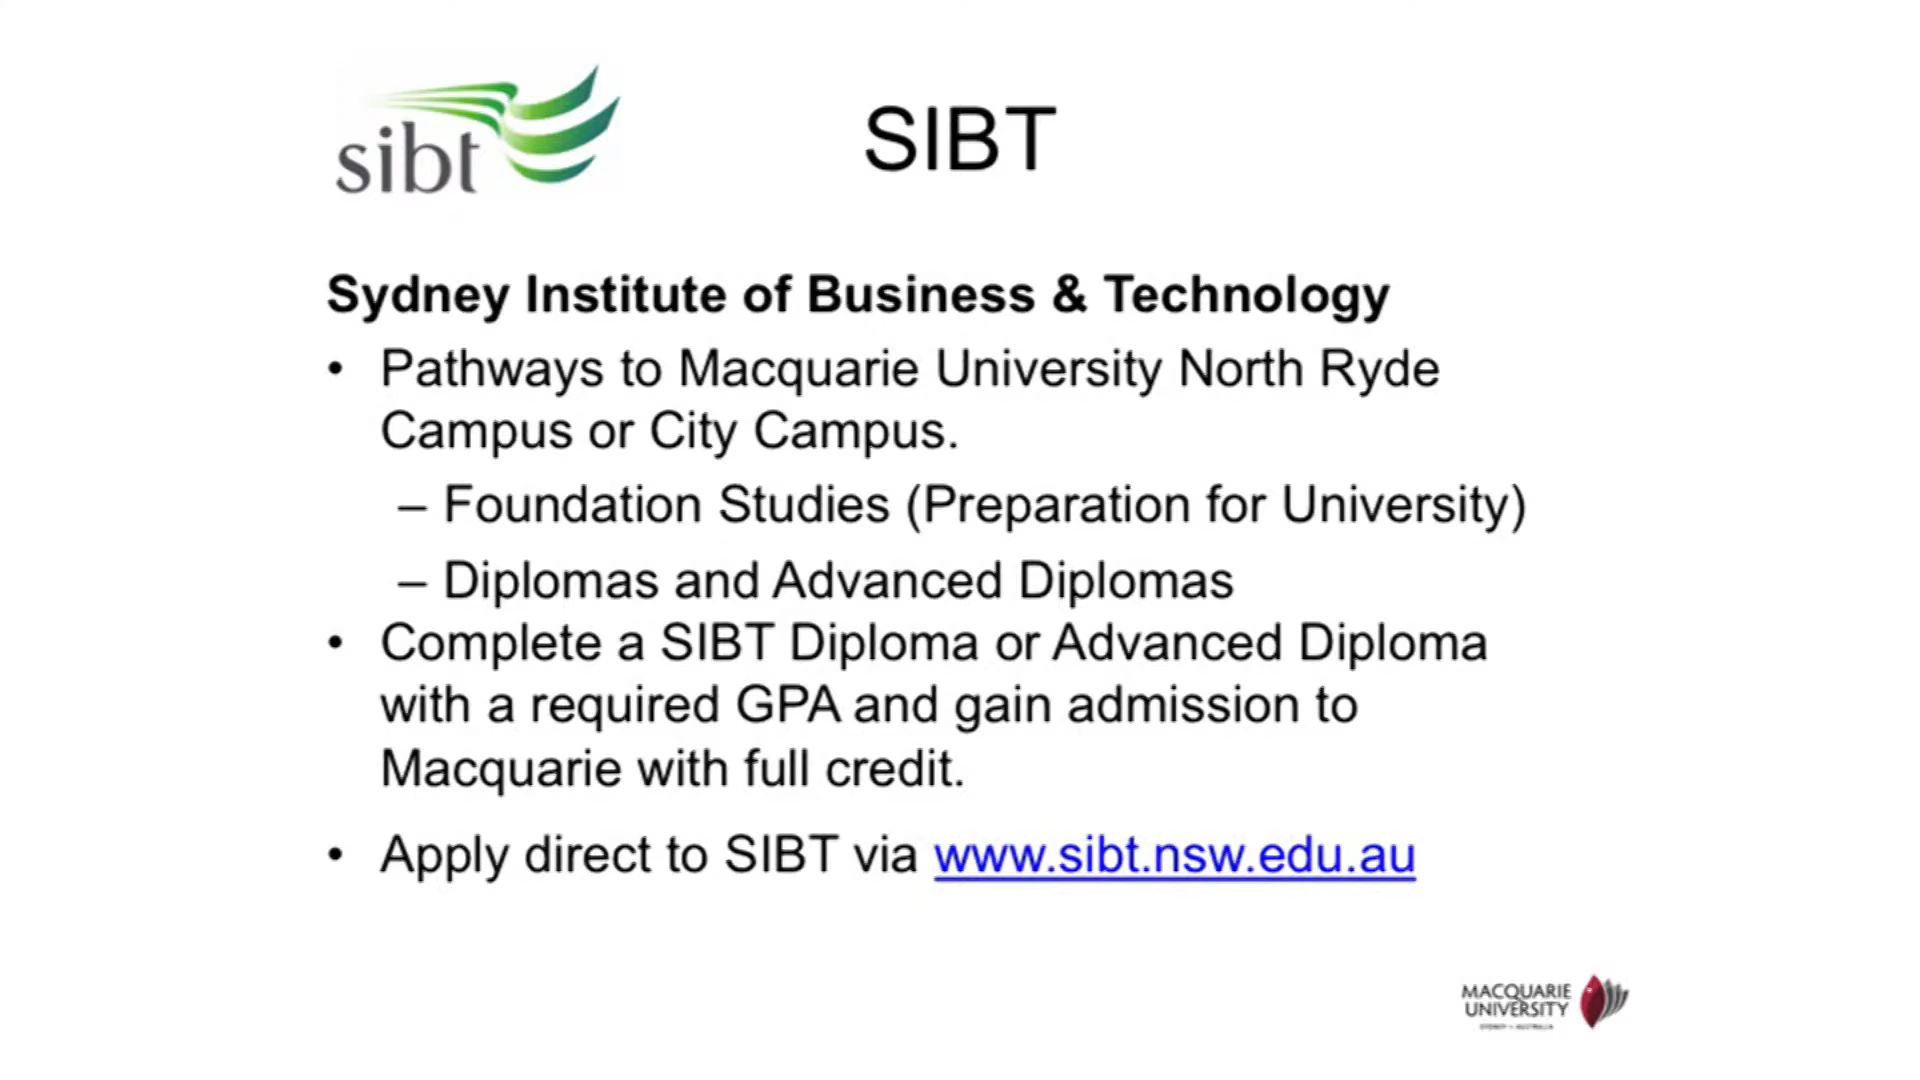 sibt
SIBT
Sydney Institute of Business & Technology
• Pathways to Macquarie University North Ryde
Campus or City Campus.
– Foundation Studies (Preparation for University)
– Diplomas and Advanced Diplomas
• Complete a SIBT Diploma or Advanced Diploma
with a required GPA and gain admission to
Macquarie with full credit.
• Apply direct to SIBT via www.sibt.nsw.edu.au
MACQUARIE
UNIVERSITY